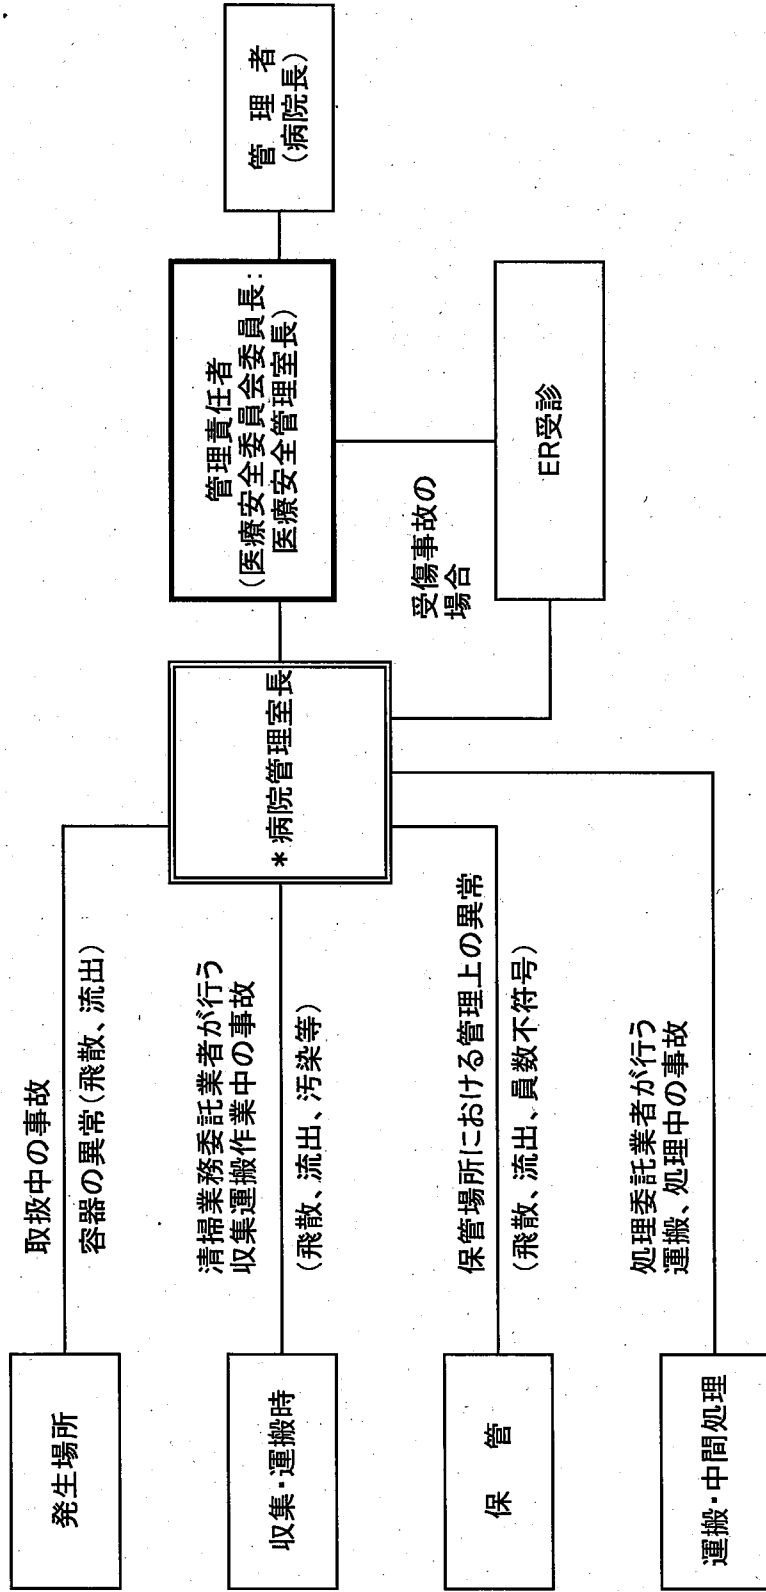 発生場所
取扱中の事故
容器の異常(飛散、流出)
収集・運搬時
清掃業務委託業者が行う
収集運搬作業中の事故
(飛散、流出、汚染等)
保 管
保管場所における管理上の異常
(飛散、流出、員数不符号)
運搬・中間処理
処理委託業者が行う
運搬、処理中の事故
*病院管理室長
管理責任者
(医療安全委員会委員長:
医療安全管理室長)
受傷事故の
場合
ER受診
管 理 者
(病院長)